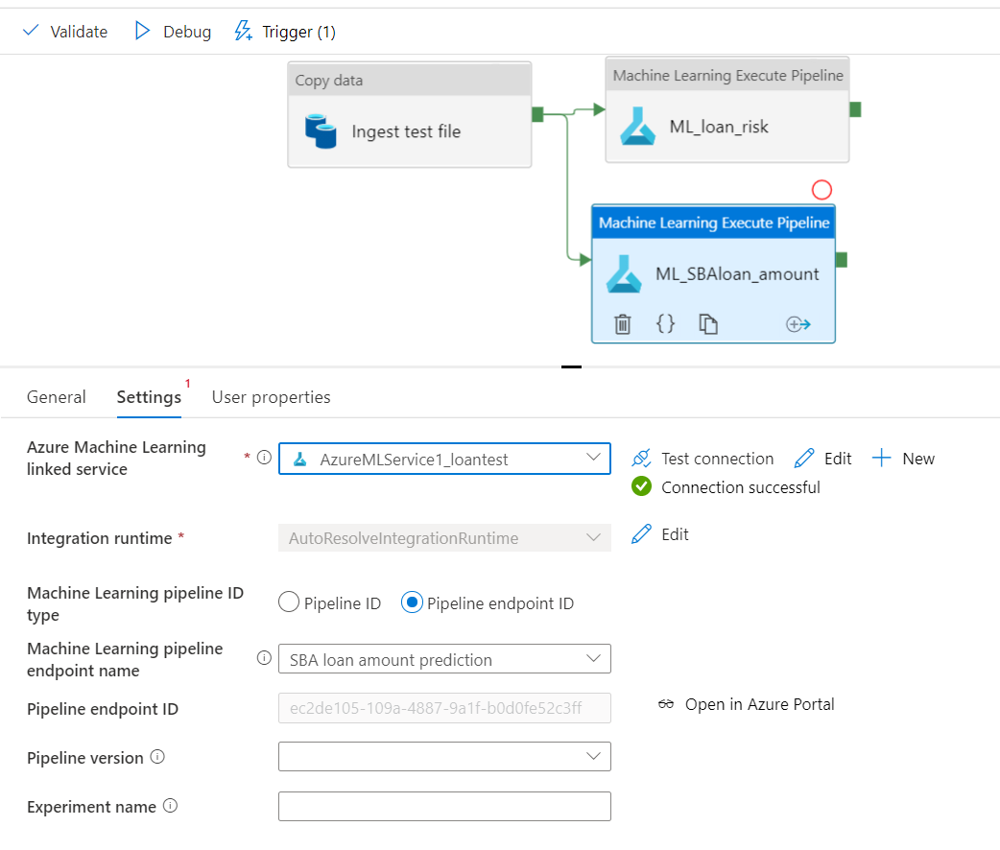 Validate Debug Trigger (1)
Copy data
Ingest test file
Machine Learning Execute Pipeline
ML_loan_risk
Machine Learning Execute Pipeline
ML_SBAloan_amount
{}
General Settings 1 User properties
Azure Machine Learning
linked service * AzureMLService1_loantest Test connection Edit New
Connection successful
Integration runtime * AutoResolveIntegrationRuntime Edit
Machine Learning pipeline ID
type Pipeline ID Pipeline endpoint ID
Machine Learning pipeline
endpoint name SBA loan amount prediction
Pipeline endpoint ID ec2de105-109a-4887-9a1f-b0d0fe52c3ff Open in Azure Portal
Pipeline version
Experiment name